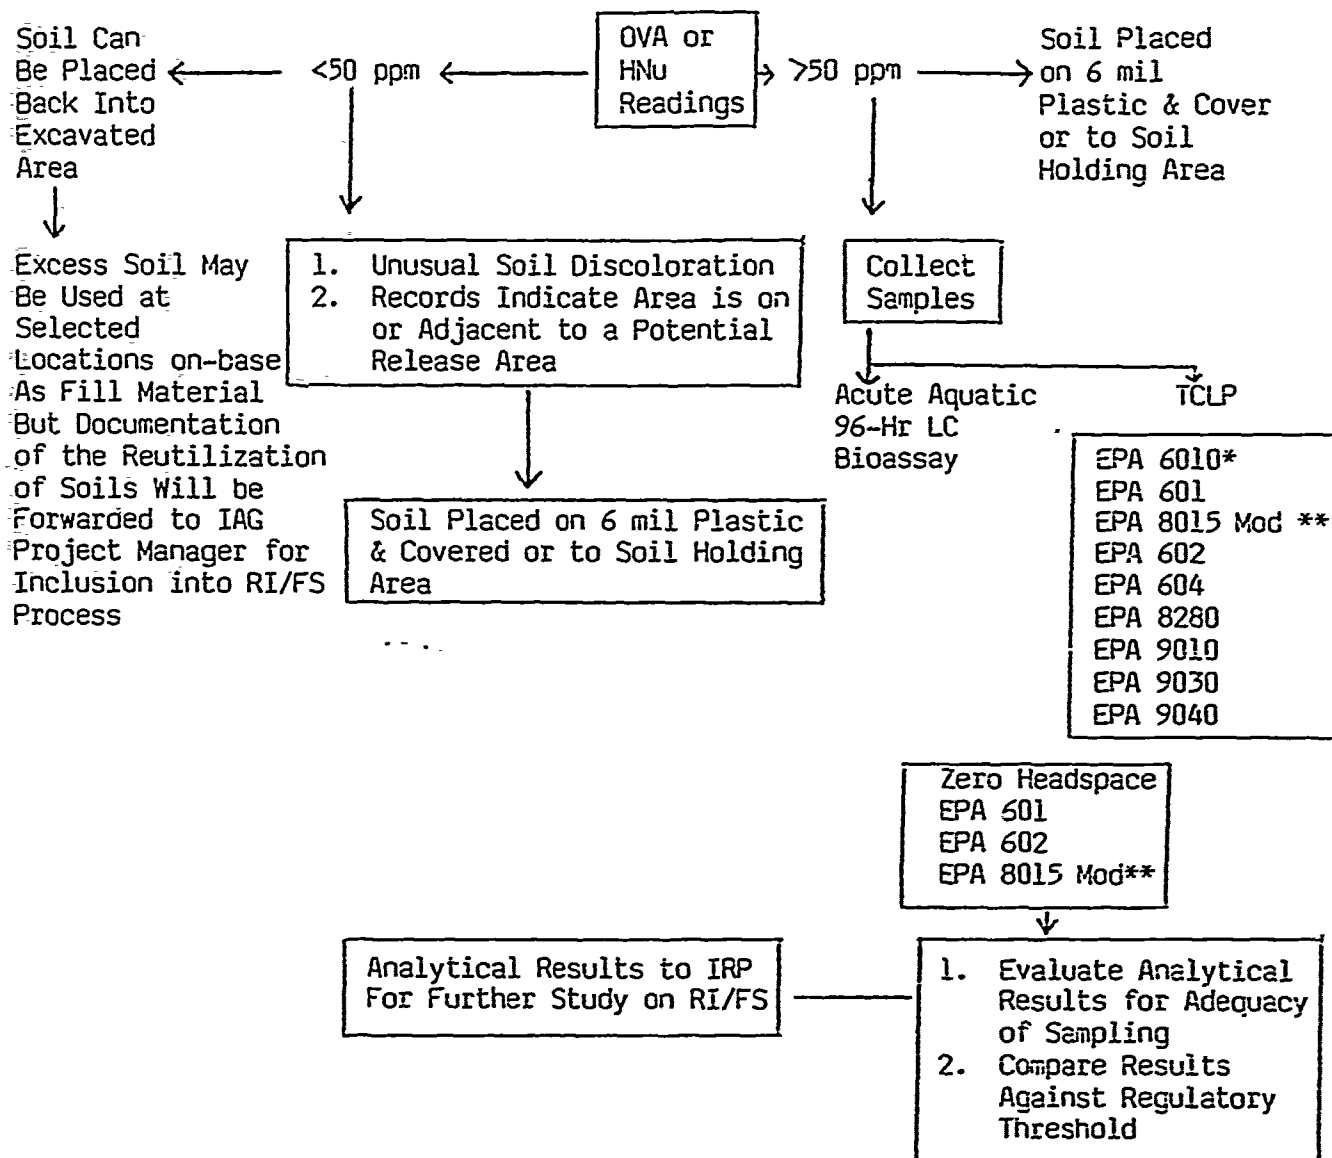 Soil Can
Be Placed
Back Into
Excavated
Area
<50 ppm
OVA or
HNu
Readings
>50 ppm
Soil Placed
on 6 mil
Plastic & Cover
or to Soil
Holding Area
Excess Soil May
Be Used at
Selected
Locations on-base
As Fill Material
But Documentation
of the Reutilization
of Soils Will be
Forwarded to IAG
Project Manager for
Inclusion into RI/FS
Process
1. Unusual Soil Discoloration
2. Records Indicate Area is on
or Adjacent to a Potential
Release Area
Collect
Samples
Soil Placed on 6 mil Plastic
& Covered or to Soil Holding
Area
Acute Aquatic
96-Hr LC
Bioassay
TCLP
EPA 6010*
EPA 601
EPA 8015 Mod **
EPA 602
EPA 604
EPA 8280
EPA 9010
EPA 9030
EPA 9040
Zero Headspace
EPA 601
EPA 602
EPA 8015 Mod**
Analytical Results to IRP
For Further Study on RI/FS
1. Evaluate Analytical
Results for Adequacy
of Sampling
2. Compare Results
Against Regulatory
Threshold